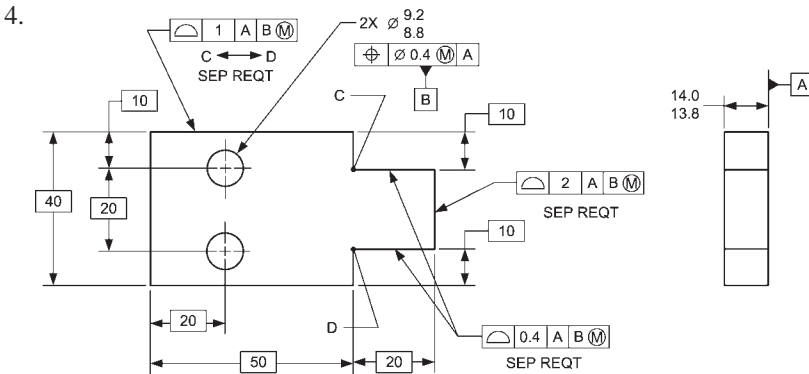 4.
⌓ 1 A B Ⓜ
C ↔ D
SEP REQT
2X ⌀ 9.2
8.8
⌖ ⌀ 0.4 Ⓜ A
B
C
10
10
14.0
13.8
A
40
20
⌓ 2 A B Ⓜ
SEP REQT
10
20
D
⌓ 0.4 A B Ⓜ
SEP REQT
50
20